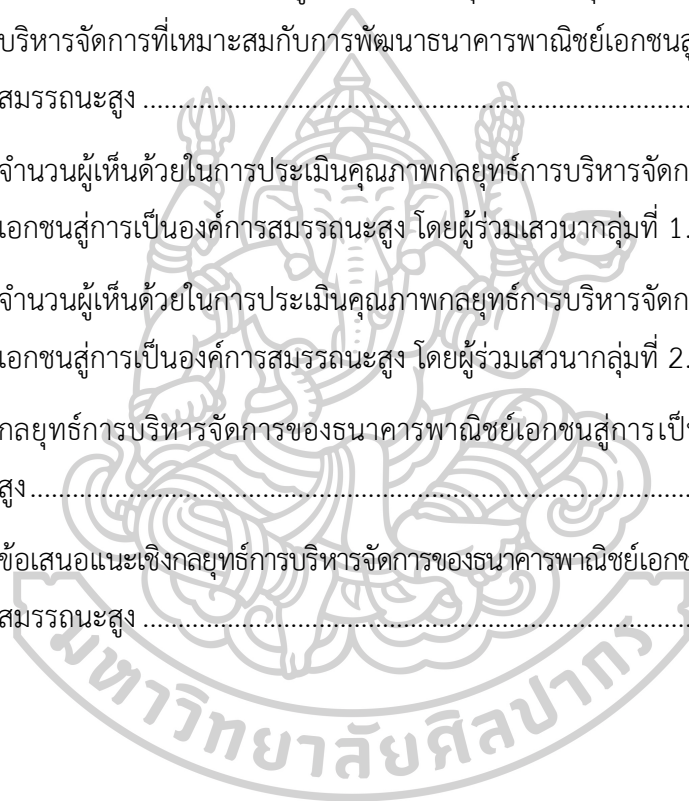 บริหารจัดการที่เหมาะสมกับการพัฒนาธนาคารพาณิชย์เอกชนสู
สมรรถนะสูง ....................................................................................
จำนวนผู้เห็นด้วยในการประเมินคุณภาพกลยุทธ์การบริหารจัดก
เอกชนสู่การเป็นองค์การสมรรถนะสูง โดยผู้ร่วมเสวนากลุ่มที่ 1.
จำนวนผู้เห็นด้วยในการประเมินคุณภาพกลยุทธ์การบริหารจัดก
เอกชนสู่การเป็นองค์การสมรรถนะสูง โดยผู้ร่วมเสวนากลุ่มที่ 2.
กลยุทธ์การบริหารจัดการของธนาคารพาณิชย์เอกชนสู่การเป็
สูง....................................................................................
ข้อเสนอแนะเชิงกลยุทธ์การบริหารจัดการของธนาคารพาณิชย์เอก
สมรรถนะสูง ....................................................................................
มหาวิทยาลัยศิลปากร